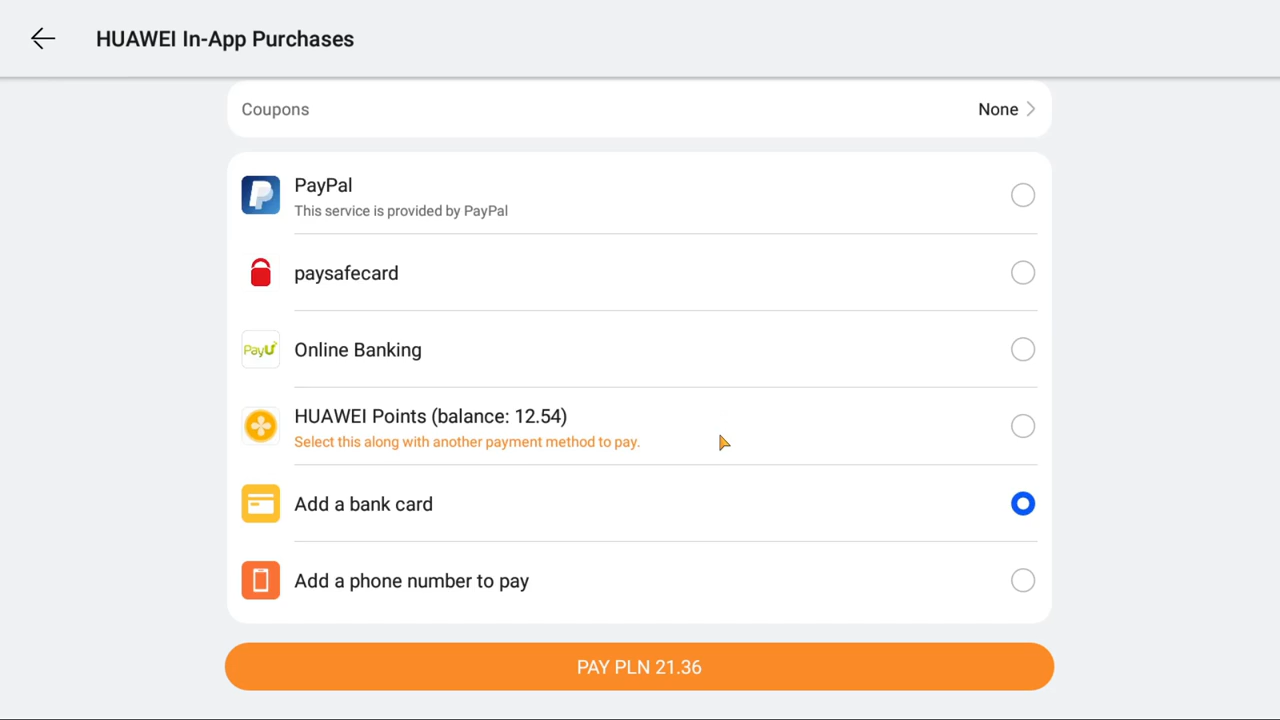 HUAWEI In-App Purchases
Coupons
None
PayPal
This service is provided by PayPal
paysafecard
PayU
Online Banking
HUAWEI Points (balance: 12.54)
Select this along with another payment method to pay.
Add a bank card
Add a phone number to pay
PAY PLN 21.36